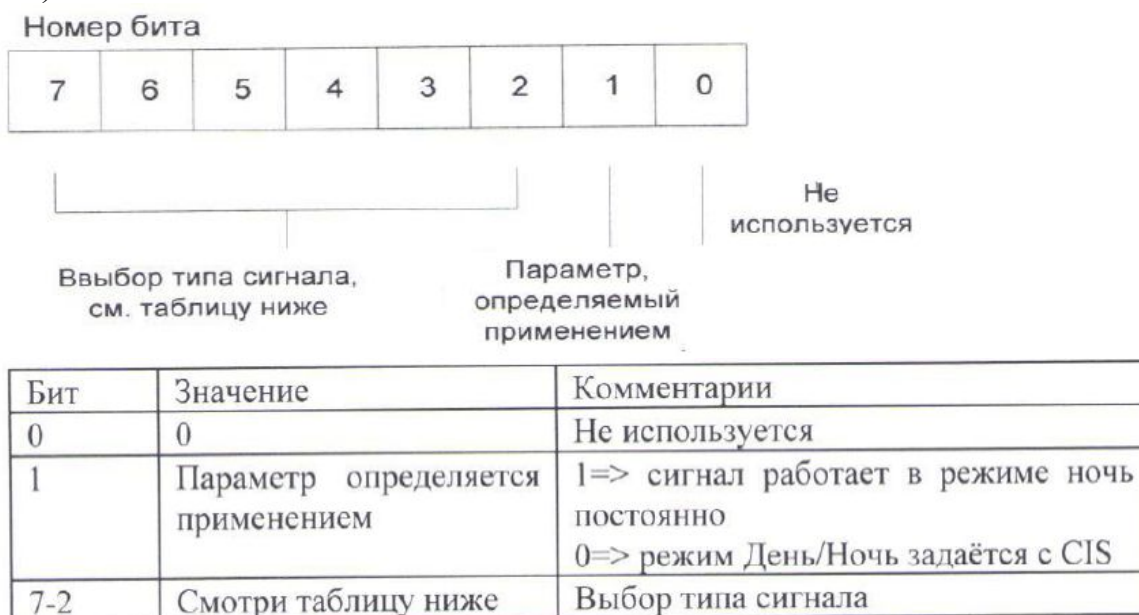 Номер бита
7 6 5 4 3 2 1 0
Не
используется
Ввыбор типа сигнала,
см. таблицу ниже
Параметр,
определяемый
применением
Бит Значение Комментарии
0 0 Не используется
1 Параметр определяется применением 1=> сигнал работает в режиме ночь
постоянно
0=> режим День/Ночь задаётся с CIS
7-2 Смотри таблицу ниже Выбор типа сигнала